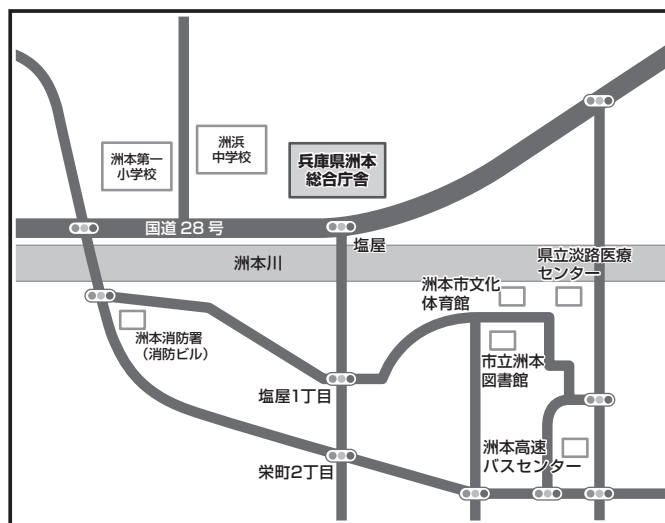 洲本第一
小学校
洲浜
中学校
兵庫県洲本
総合庁舎
国道28号
塩屋
洲本川
県立淡路医療
センター
洲本市文化
体育館
洲本消防署
（消防ビル）
市立洲本
図書館
塩屋1丁目
洲本高速
バスセンター
栄町2丁目